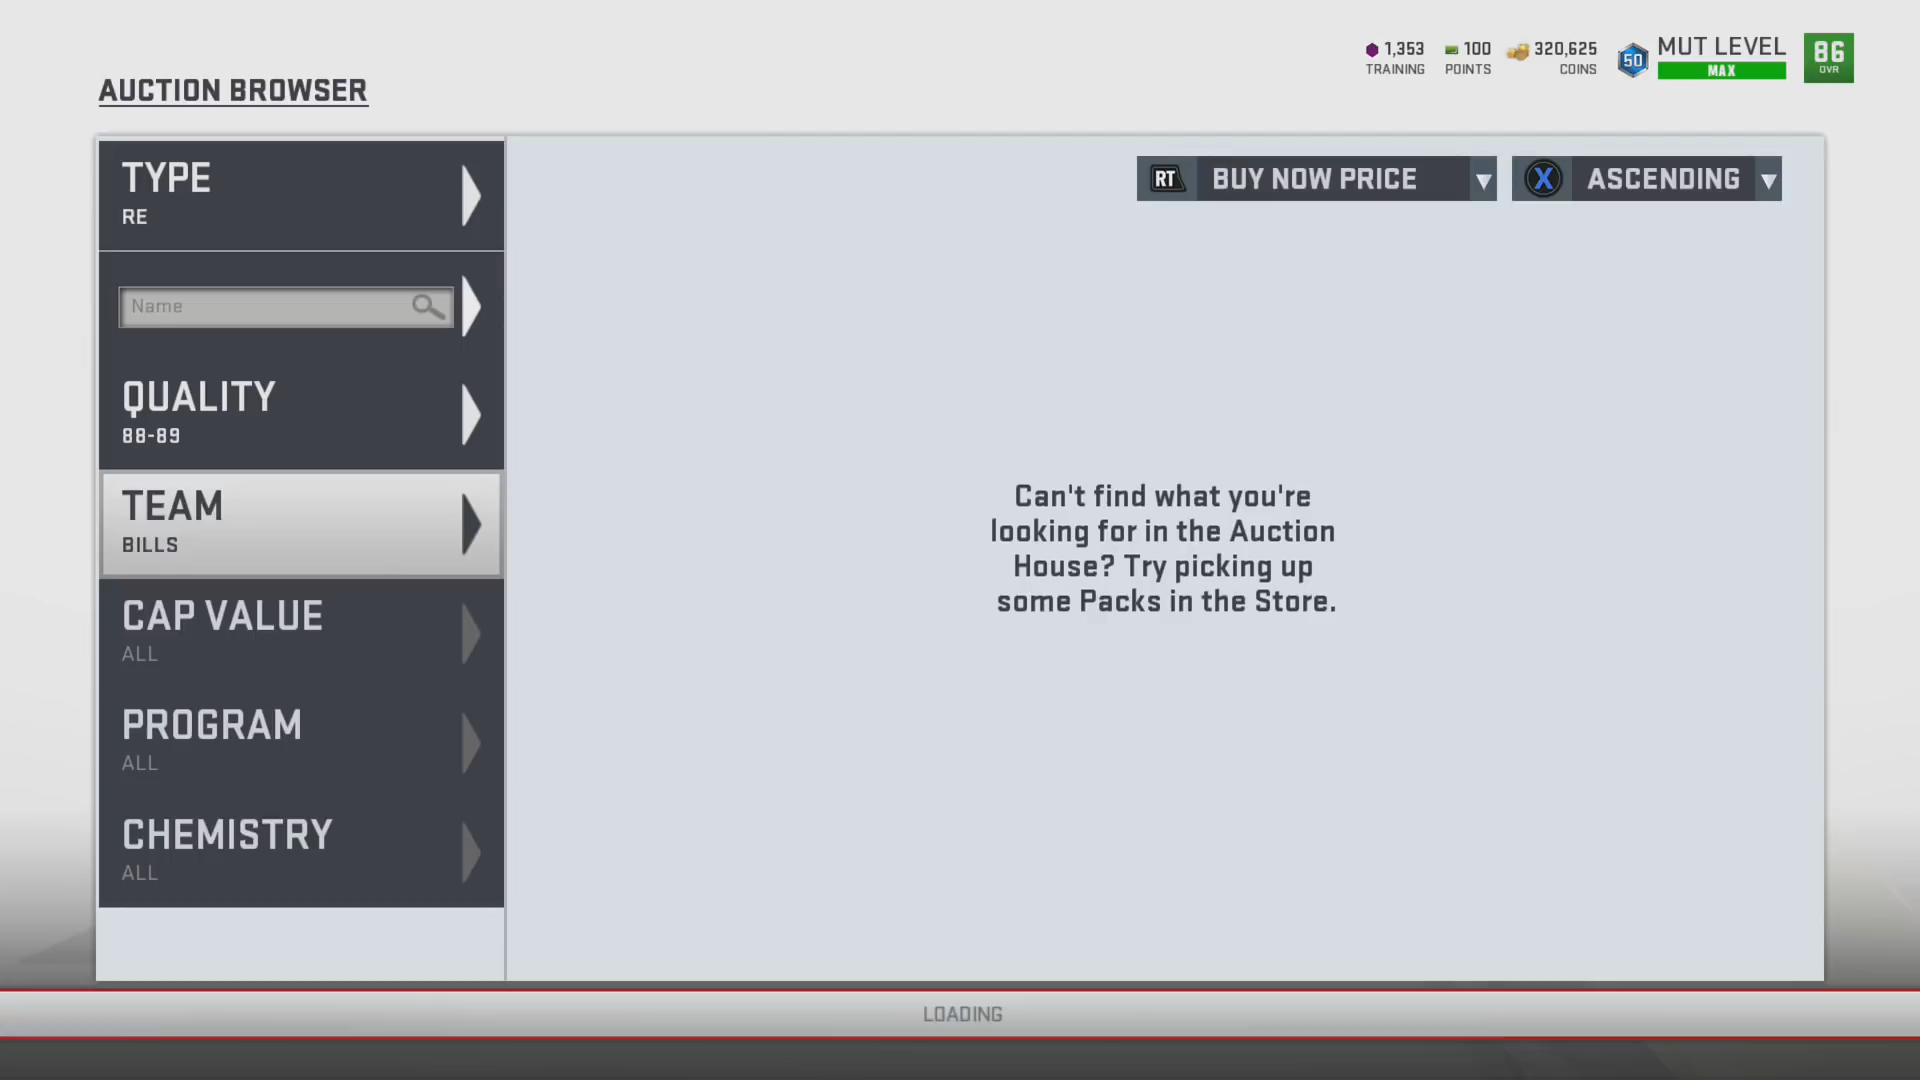 1,353
TRAINING
100
POINTS
320,625
COINS
50
MUT LEVEL
MAX
86
OVR
AUCTION BROWSER
TYPE
RE
Name
QUALITY
88-89
TEAM
BILLS
CAP VALUE
ALL
PROGRAM
ALL
CHEMISTRY
ALL
RT BUY NOW PRICE
X ASCENDING
Can't find what you're
looking for in the Auction
House? Try picking up
some Packs in the Store.
LOADING